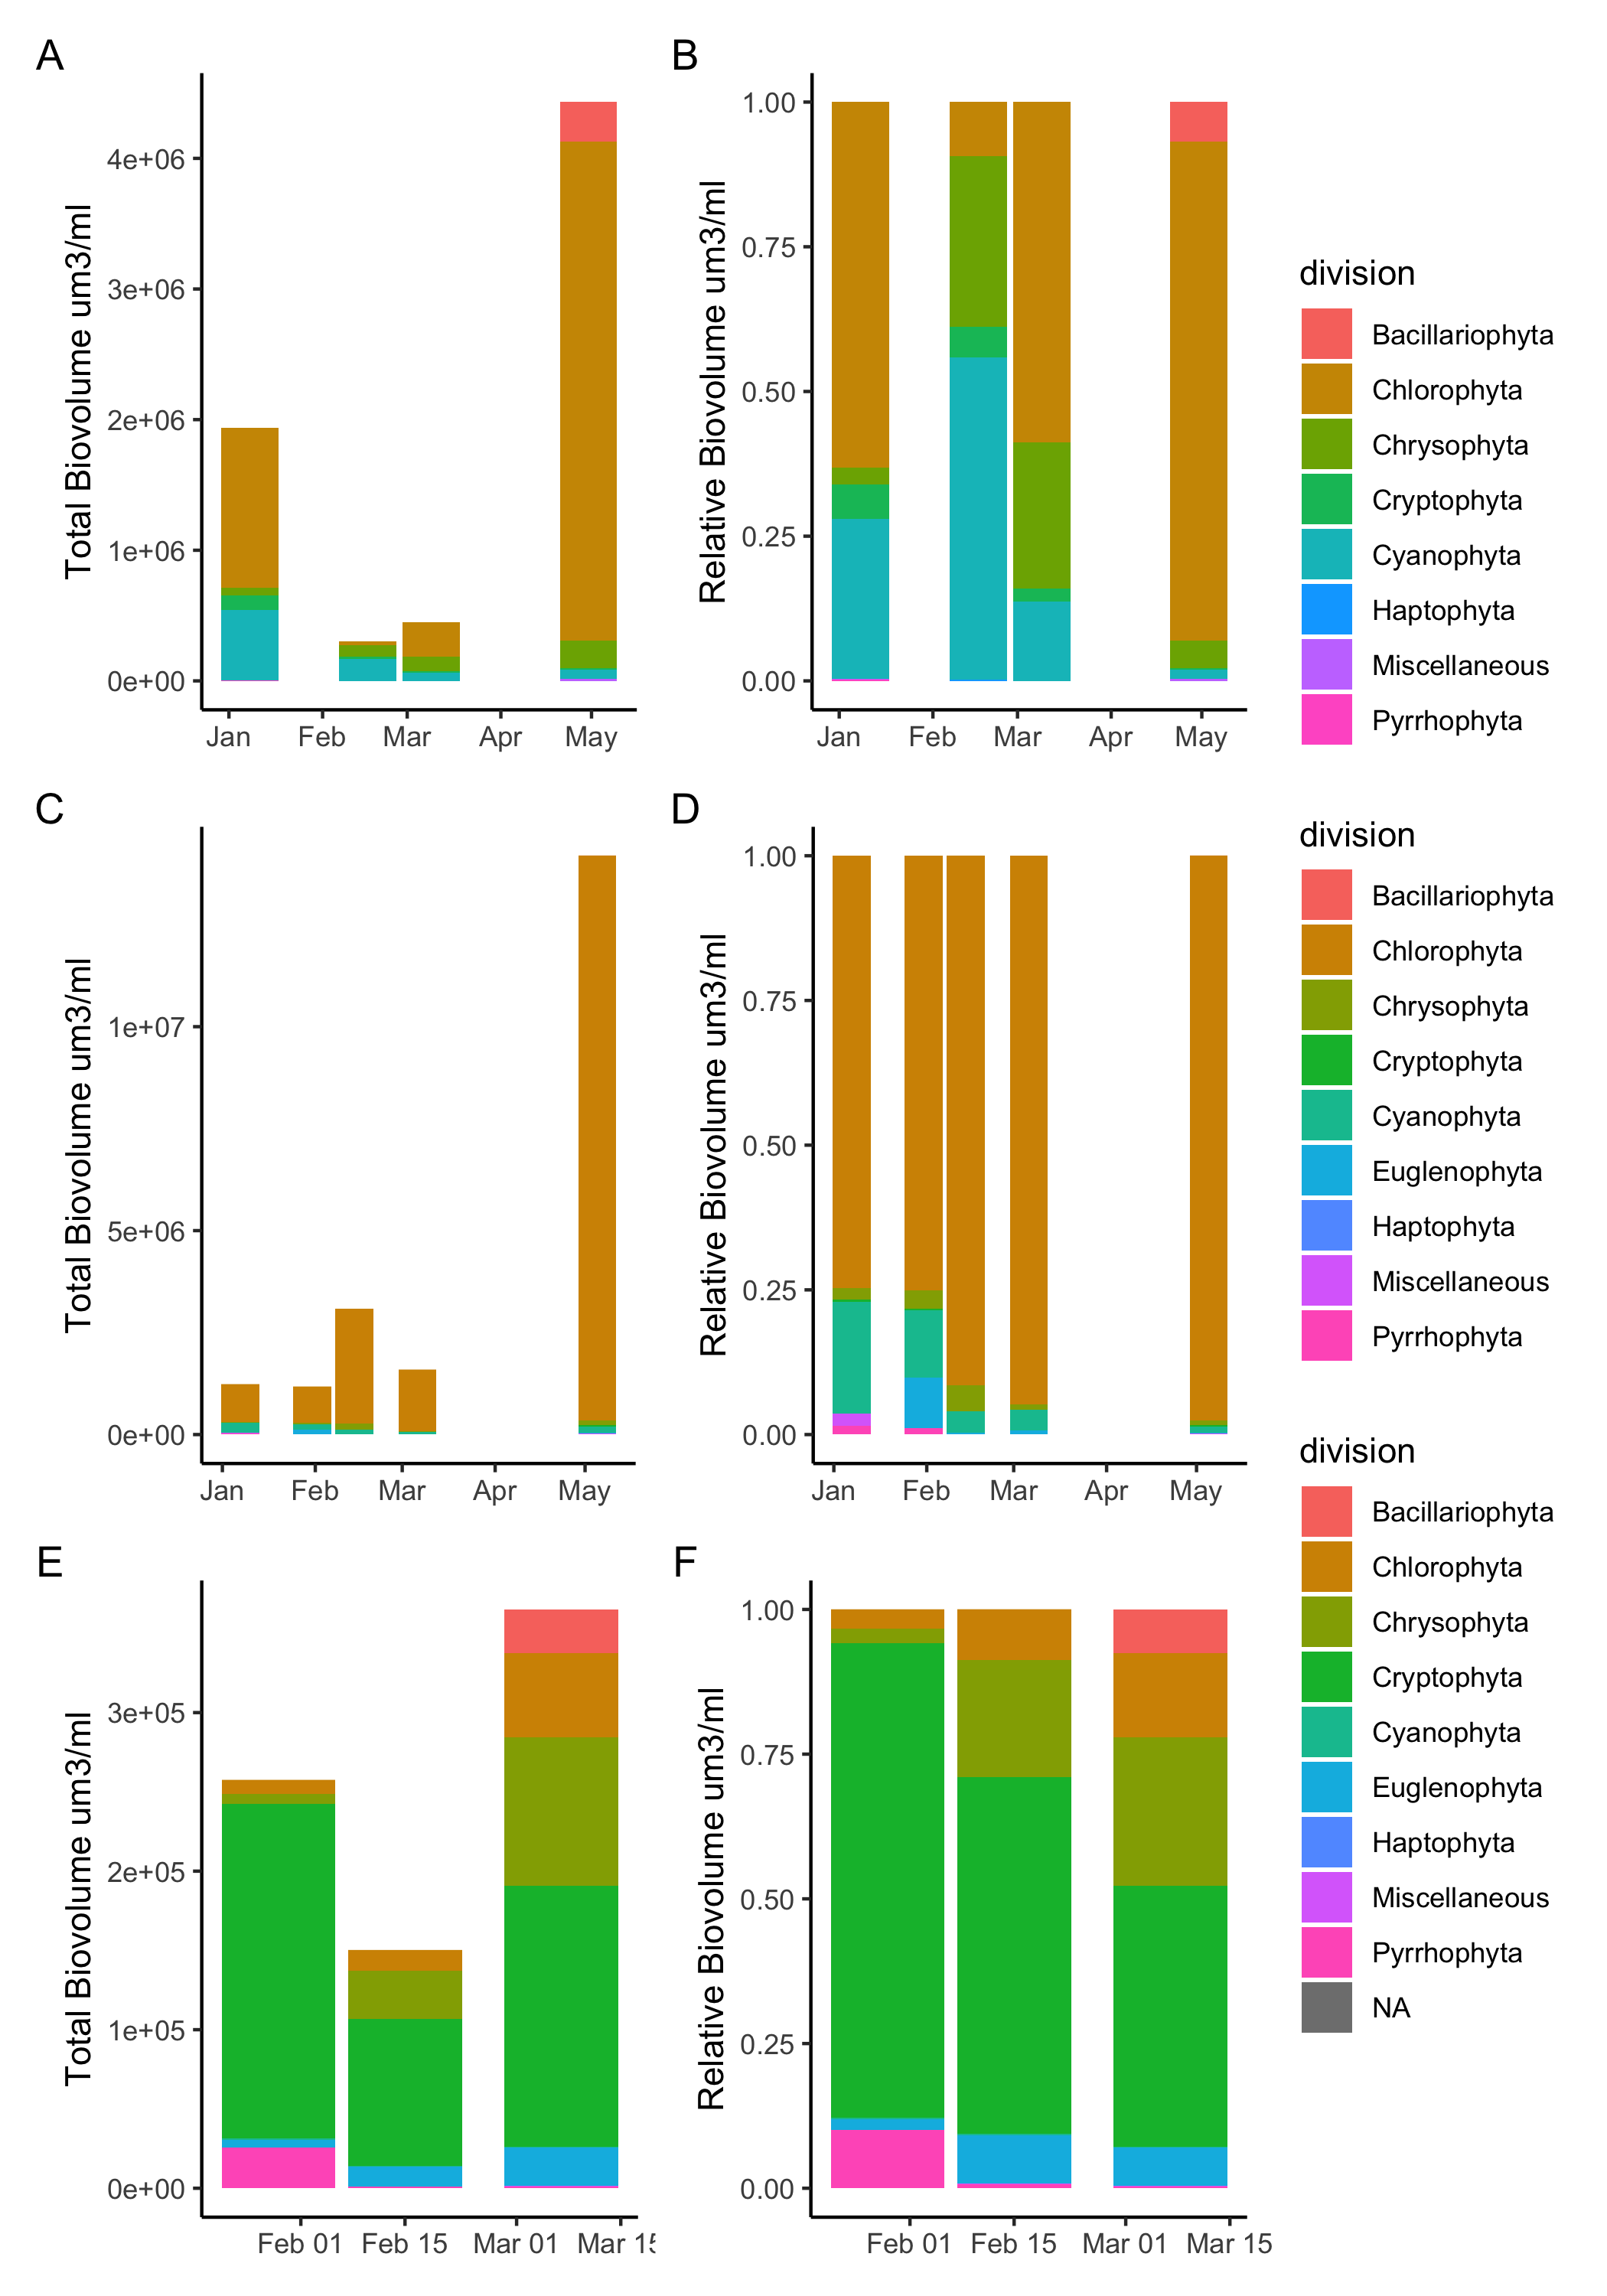 A
Total Biovolume um3/ml
4e+06
3e+06
2e+06
1e+06
0e+00
Jan Feb Mar Apr May
B
Relative Biovolume um3/ml
1.00
0.75
0.50
0.25
0.00
Jan Feb Mar Apr May
division
Bacillariophyta
Chlorophyta
Chrysophyta
Cryptophyta
Cyanophyta
Haptophyta
Miscellaneous
Pyrrhophyta
C
Total Biovolume um3/ml
1e+07
5e+06
0e+00
Jan Feb Mar Apr May
D
Relative Biovolume um3/ml
1.00
0.75
0.50
0.25
0.00
Jan Feb Mar Apr May
division
Bacillariophyta
Chlorophyta
Chrysophyta
Cryptophyta
Cyanophyta
Euglenophyta
Haptophyta
Miscellaneous
Pyrrhophyta
E
Total Biovolume um3/ml
3e+05
2e+05
1e+05
0e+00
Feb 01 Feb 15 Mar 01 Mar 15
F
Relative Biovolume um3/ml
1.00
0.75
0.50
0.25
0.00
Feb 01 Feb 15 Mar 01 Mar 15
division
Bacillariophyta
Chlorophyta
Chrysophyta
Cryptophyta
Cyanophyta
Euglenophyta
Haptophyta
Miscellaneous
Pyrrhophyta
NA